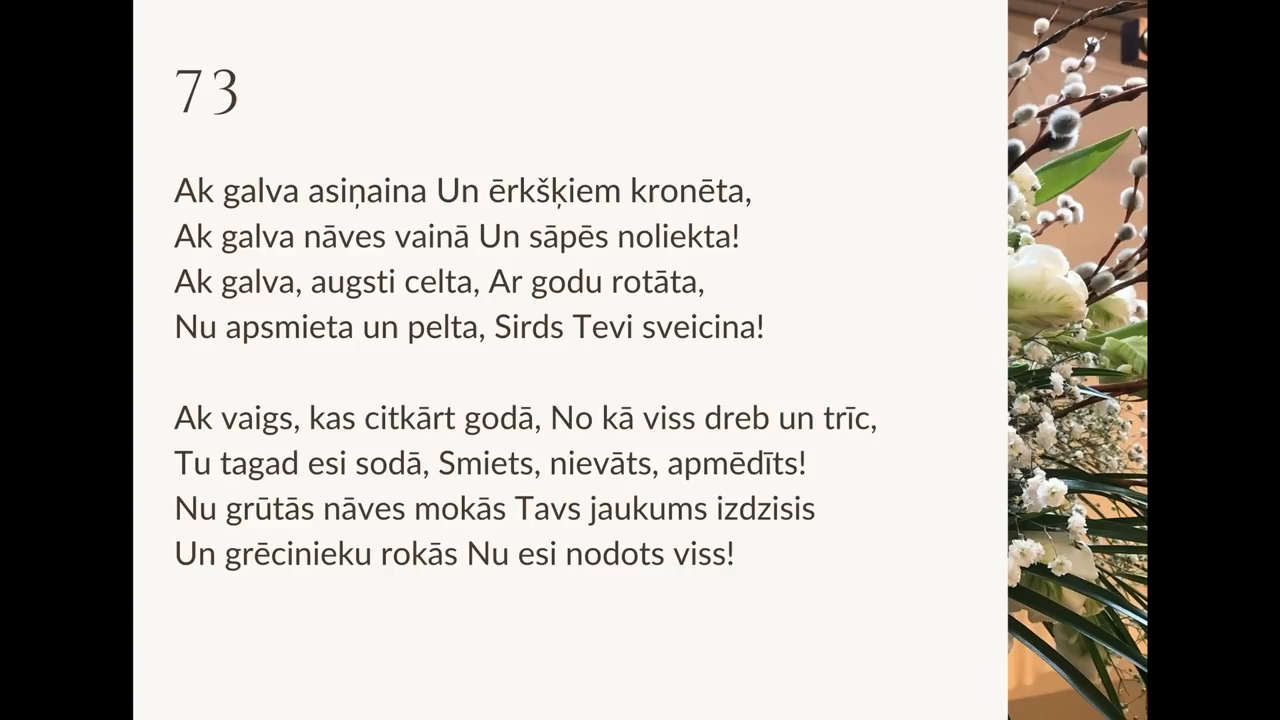 73
Ak galva asiņaina Un ērkšķiem kronēta,
Ak galva nāves vainā Un sāpēs noliekta!
Ak galva, augsti celta, Ar godu rotāta,
Nu apsmieta un pelta, Sirds Tevi sveicina!
Ak vaigs, kas citkārt godā, No kā viss dreb un trīc,
Tu tagad esi sodā, Smiets, nievāts, apmēdīts!
Nu grūtās nāves mokās Tavs jaukums izdzisis
Un grēcinieku rokās Nu esi nodots viss!